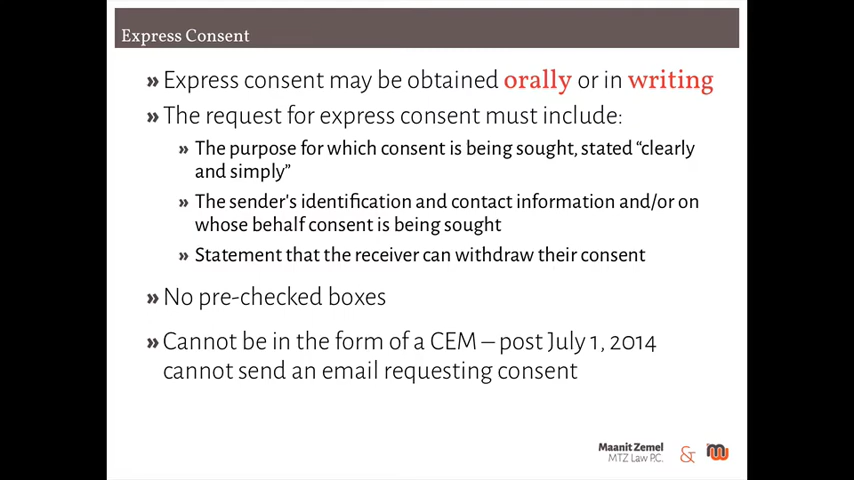 Express Consent
» Express consent may be obtained orally or in writing
» The request for express consent must include:
» The purpose for which consent is being sought, stated “clearly
and simply”
» The sender's identification and contact information and/or on
whose behalf consent is being sought
» Statement that the receiver can withdraw their consent
» No pre-checked boxes
» Cannot be in the form of a CEM – post July 1, 2014
cannot send an email requesting consent
Maanit Zemel
MTZ Law P.C.
&
m